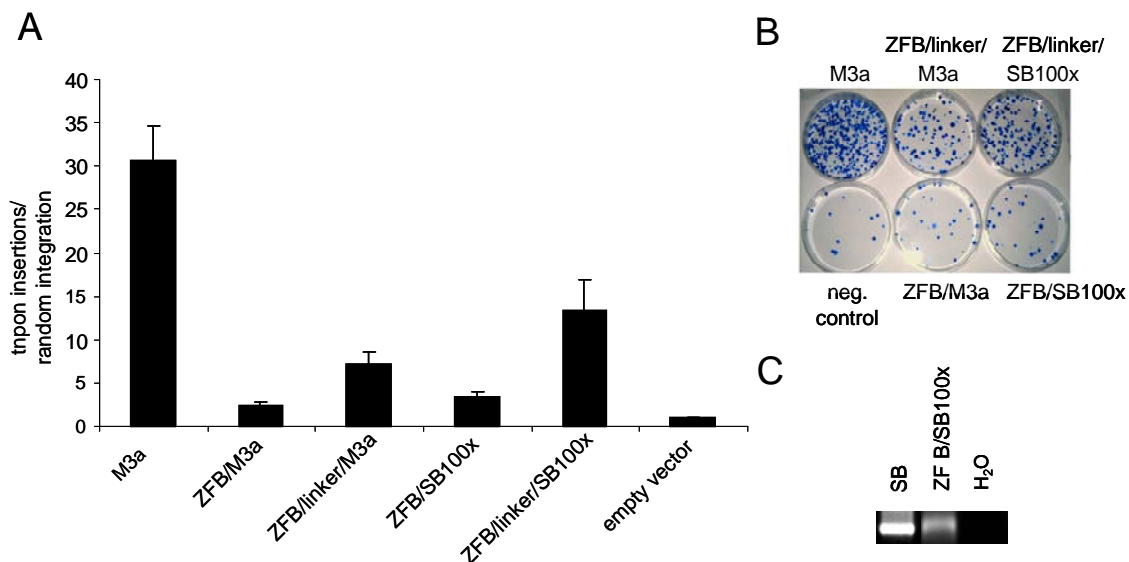 A
tnpon insertions/
random integration
40
35
30
25
20
15
10
5
0
M3a
ZFB/M3a
ZFB/linker/M3a
ZFB/SB100x
ZFB/linker/SB100x
empty vector
B
ZFB/linker/ ZFB/linker/
M3a M3a SB100x
neg. ZFB/M3a ZFB/SB100x
control
C
SB
ZF B/SB100x
H₂O